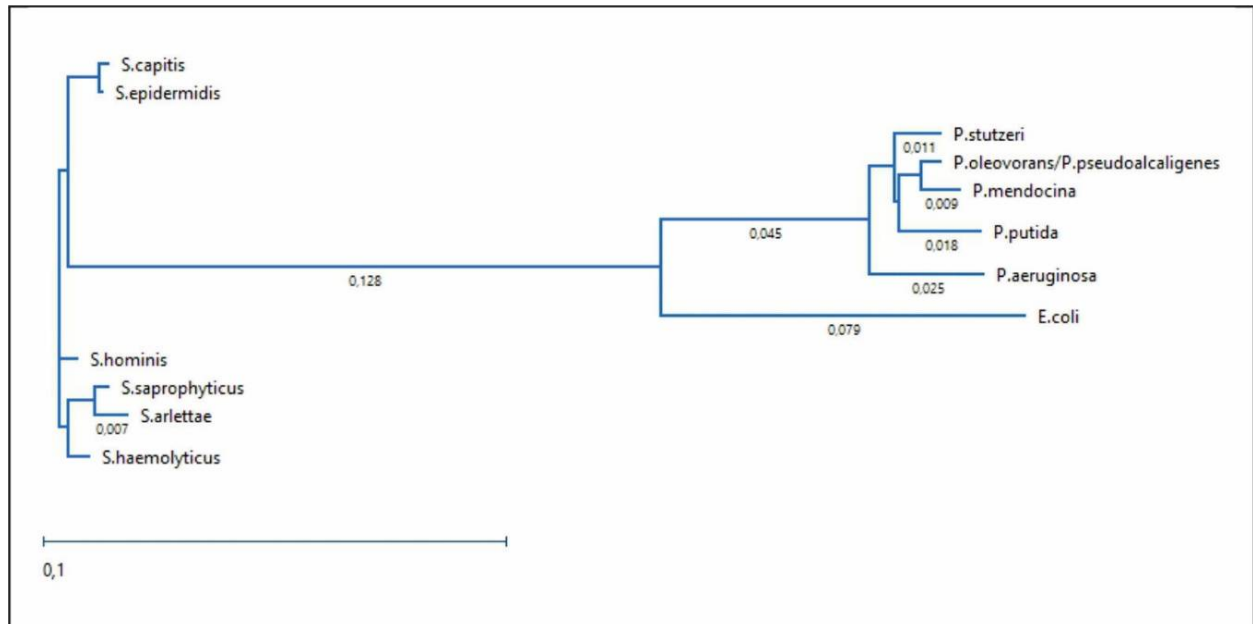 S.capitis
S.epidermidis
P.stutzeri
0,011
P.oleovorans/P.pseudoalcaligenes
P.mendocina
0,009
P.putida
0,045
0,018
P.aeruginosa
0,128
0,025
E.coli
0,079
S.hominis
S.saprophyticus
S.arlettae
0,007
S.haemolyticus
0,1